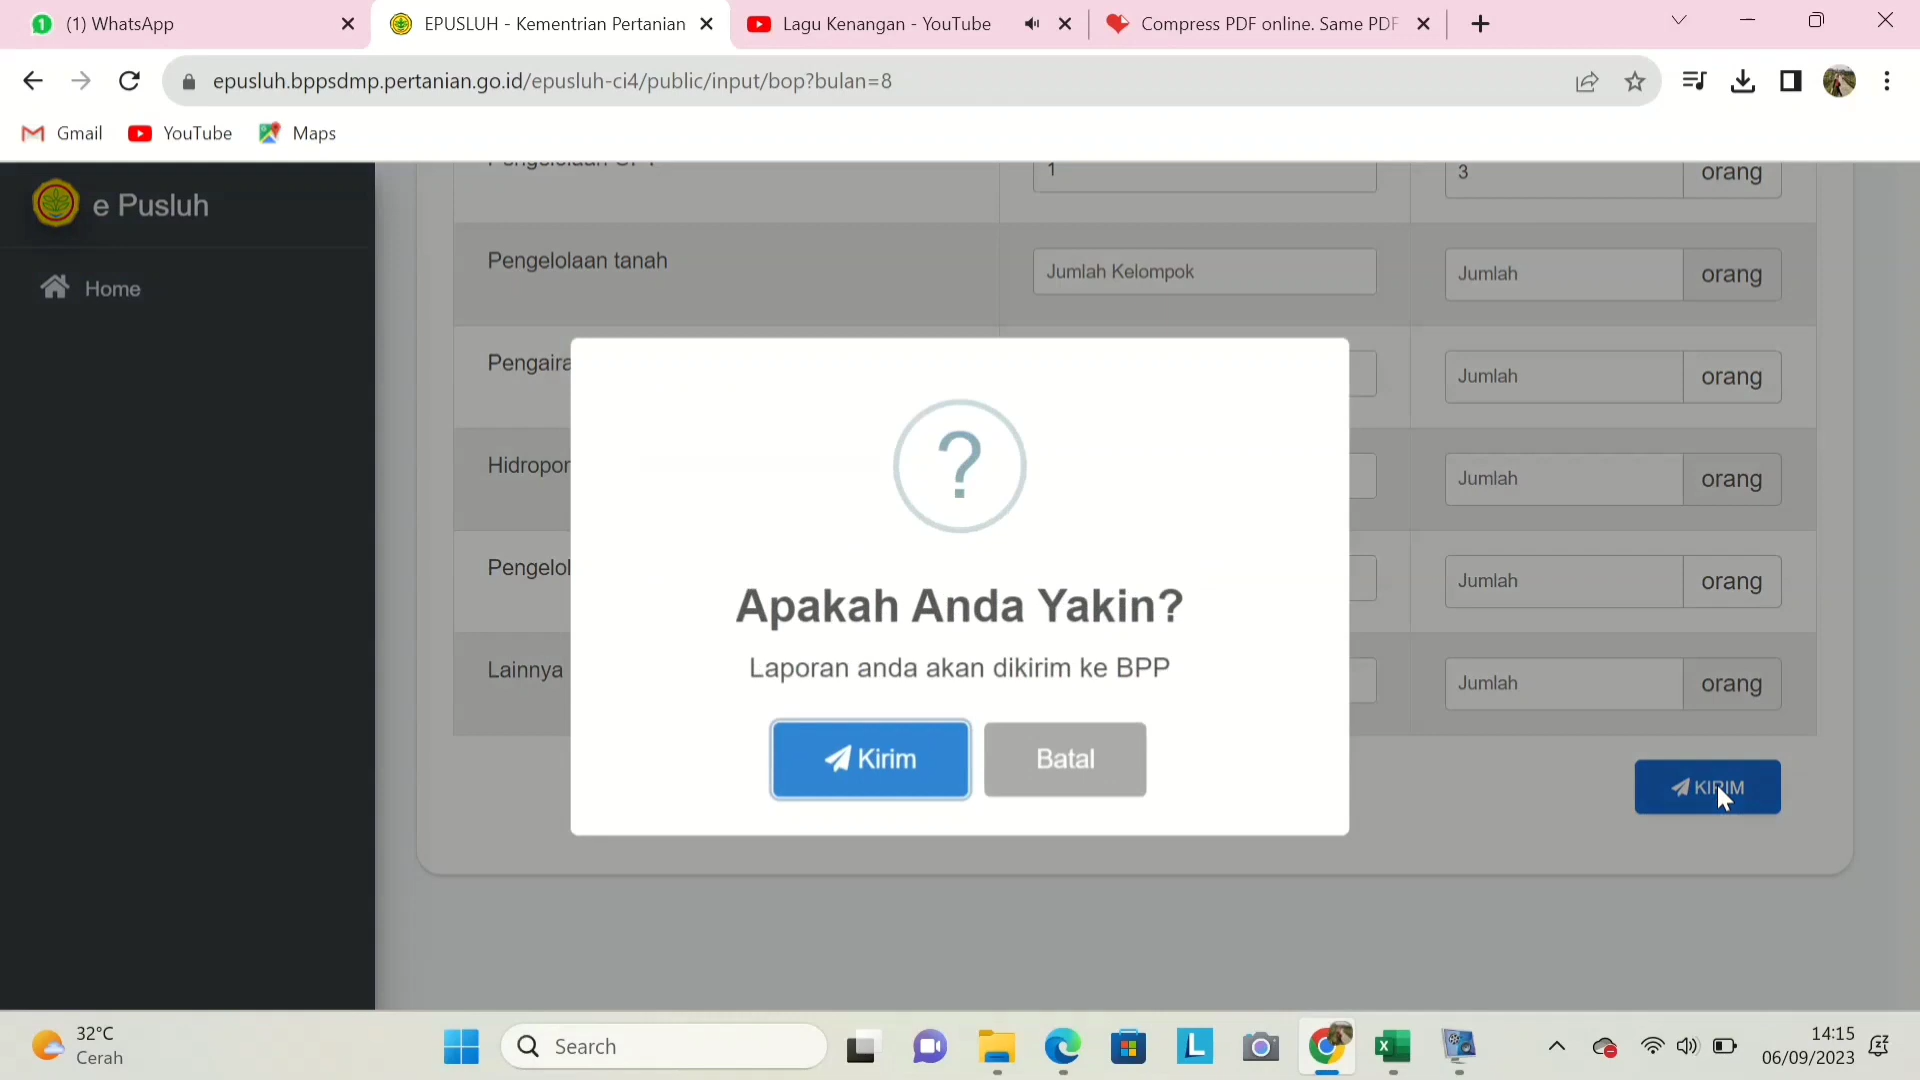 (1) WhatsApp
EPUSLUH - Kementrian Pertanian
Lagu Kenangan - YouTube
Compress PDF online. Same PDF
epusluh.bppsdmp.pertanian.go.id/epusluh-ci4/public/input/bop?bulan=8
Gmail
YouTube
Maps
e Pusluh
Home
1
3
orang
Pengelolaan tanah
Jumlah Kelompok
Jumlah
orang
Pengaira
Jumlah
orang
Hidropor
Jumlah
orang
Pengelol
Jumlah
orang
Lainnya
Jumlah
orang
?
Apakah Anda Yakin?
Laporan anda akan dikirim ke BPP
Kirim
Batal
KIRIM
32°C
Cerah
Search
14:15
06/09/2023